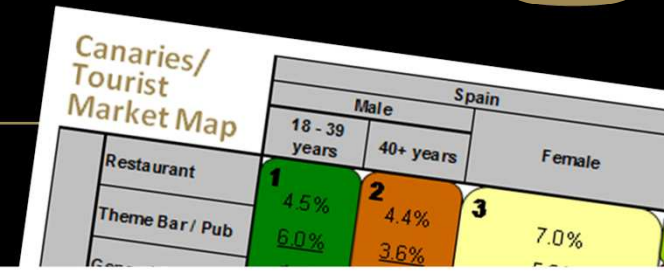 Canaries/
Tourist
Market Map
Spain
Male
18 - 39
years
40+ years
Female
Restaurant
1
4.5%
2
4.4%
3
7.0%
Theme Bar / Pub
6.0%
3.6%